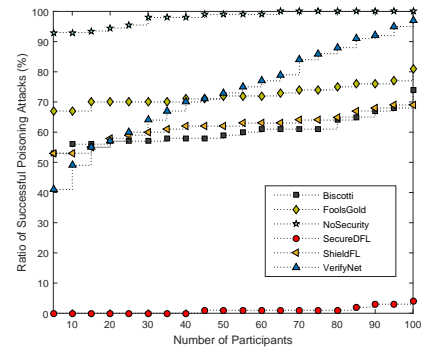 100
90
80
70
60
50
40
30
20
10
0
Ratio of Successful Poisoning Attacks (%)
Biscotti
FoolsGold
NoSecurity
SecureDFL
ShieldFL
VerifyNet
10 20 30 40 50 60 70 80 90 100
Number of Participants